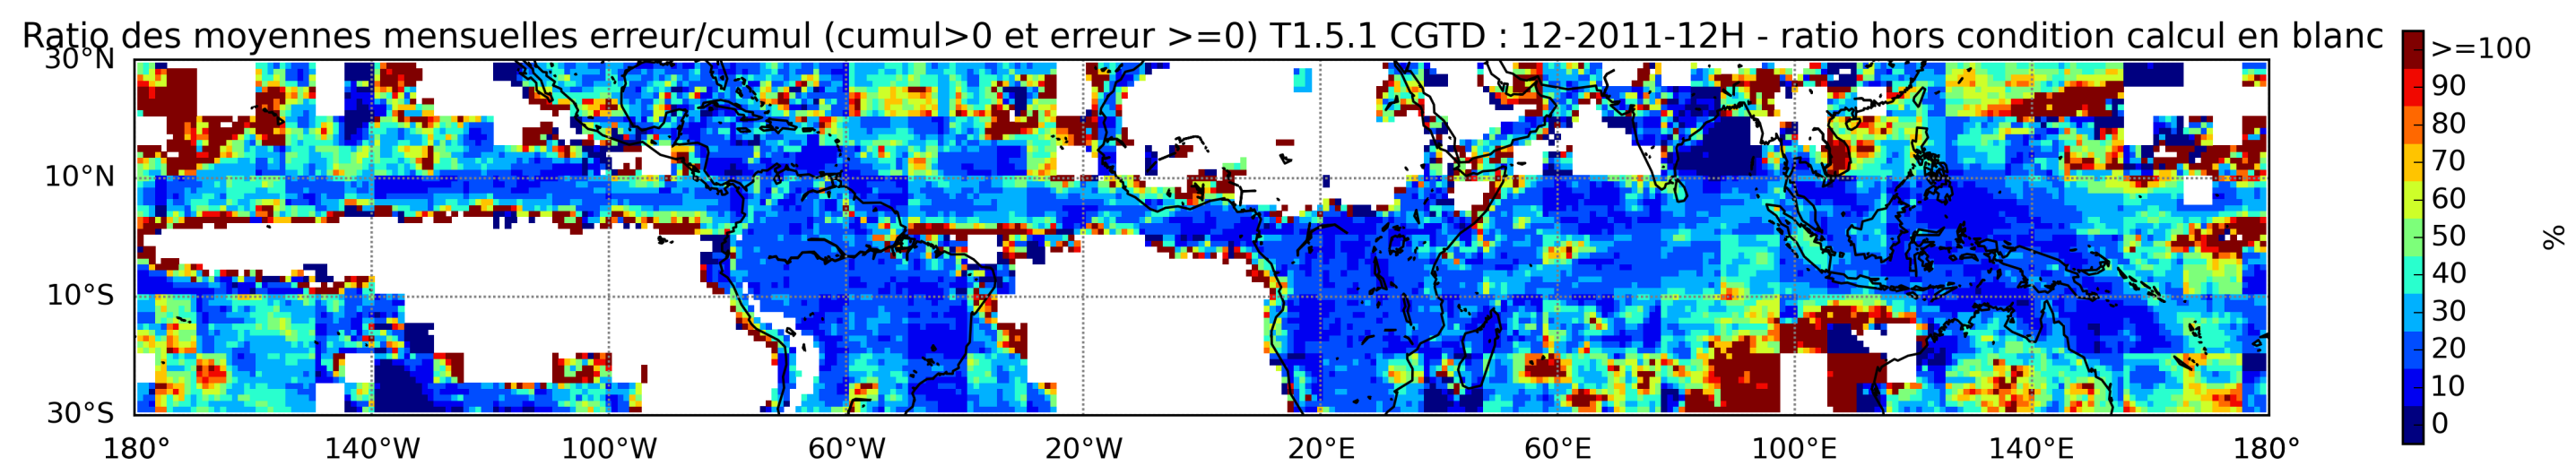 Ratio des moyennes mensuelles erreur/cumul (cumul>0 et erreur >=0) T1.5.1 CGTD : 12-2011-12H - ratio hors condition calcul en blanc
30°N
10°N
10°S
30°S
180° 140°W 100°W 60°W 20°W 20°E 60°E 100°E 140°E 180°
>=100
90
80
70
60
50
40
30
20
10
0
%